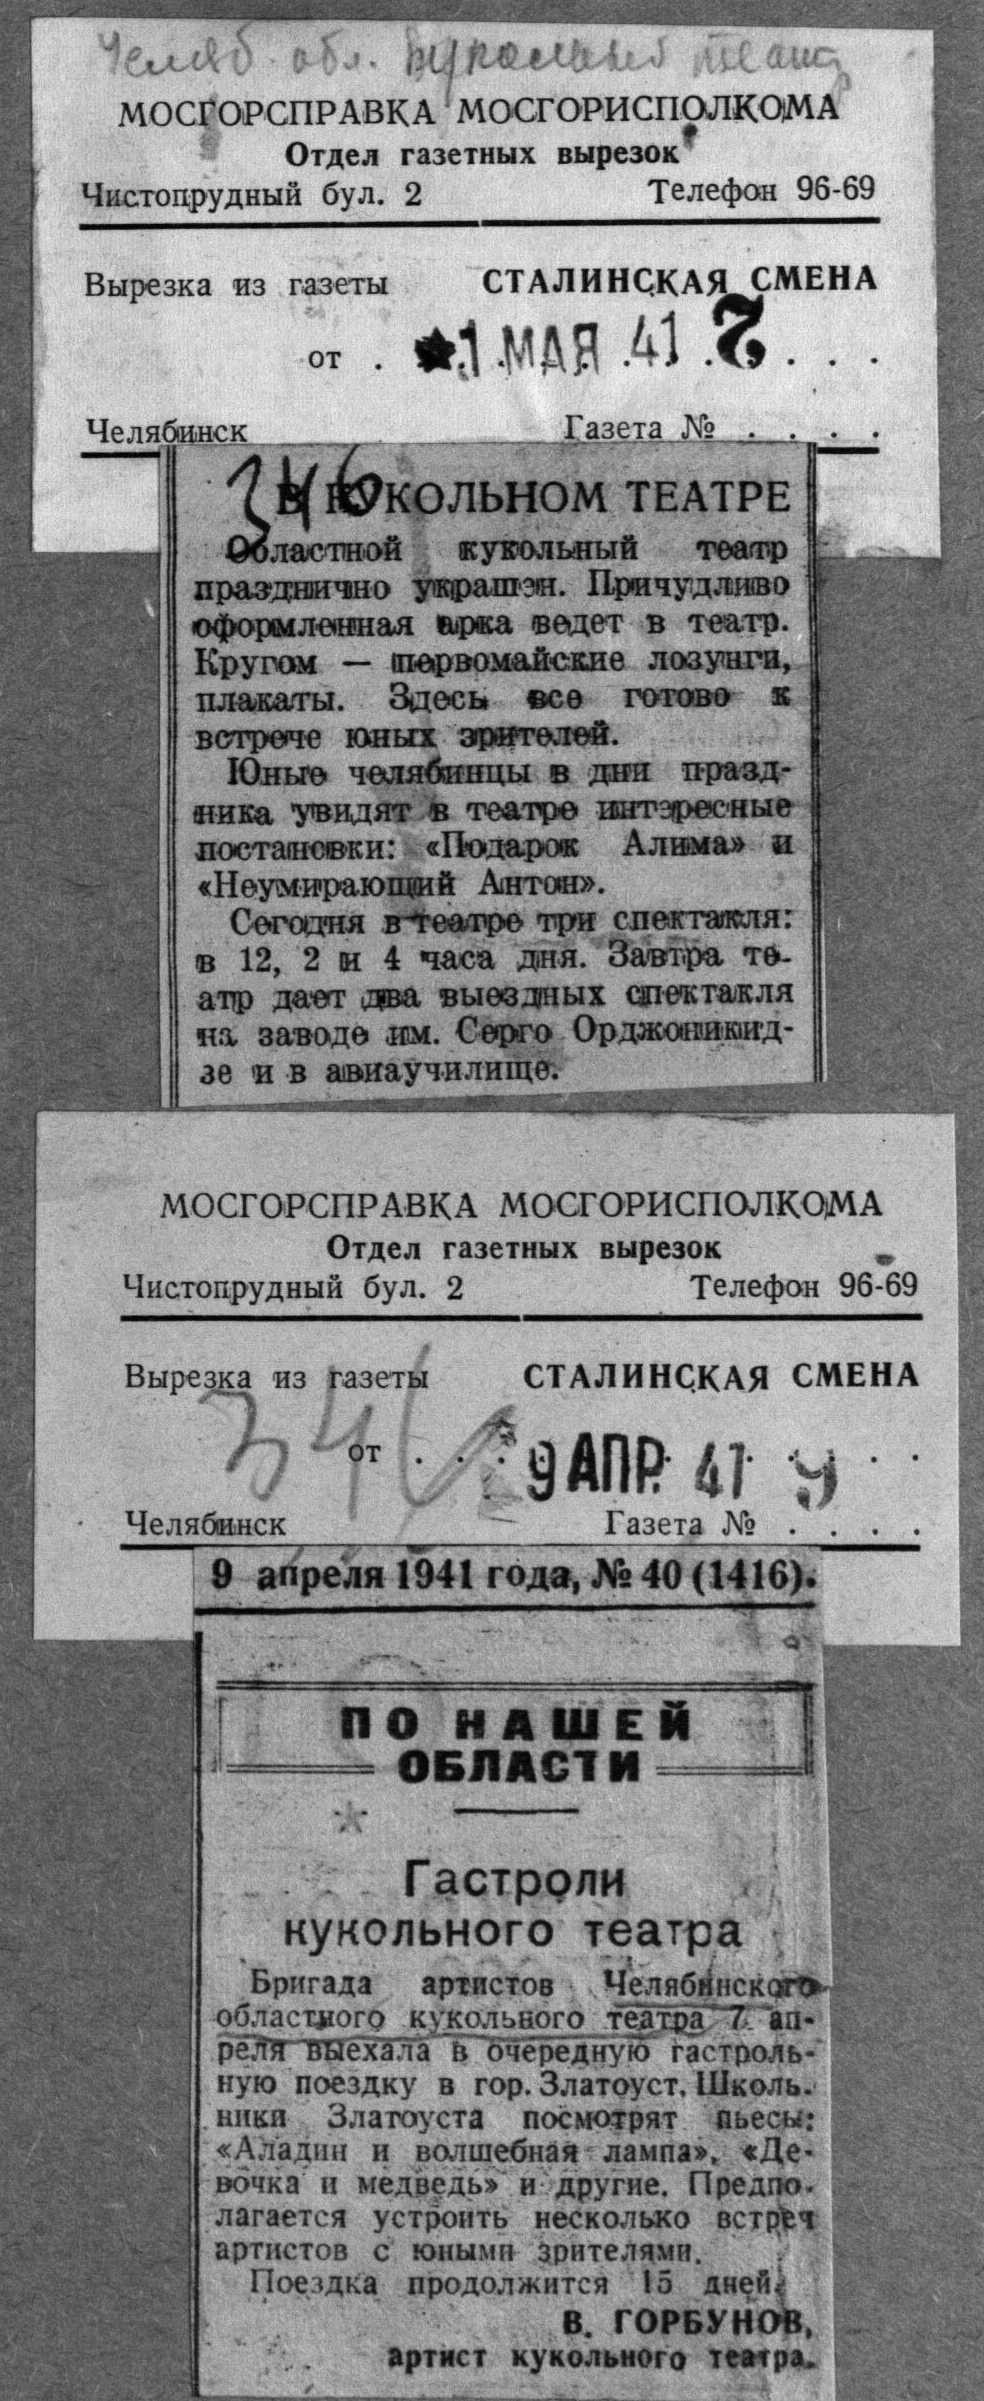 Челяб. обл. Кукольный театр
МОСГОРСПРАВКА МОСГОРИСПОЛКОМА
Отдел газетных вырезок
Чистопрудный бул. 2 Телефон 96-69
Вырезка из газеты СТАЛИНСКАЯ СМЕНА
от . 1 МАЯ 41 2 . . .
Челябинск Газета № . . . .
346
В КУКОЛЬНОМ ТЕАТРЕ
Областной кукольный театр
празднично украшен. Причудливо
оформленная арка ведет в театр.
Кругом — первомайские лозунги,
плакаты. Здесь все готово к
встрече юных зрителей.
Юные челябинцы в дни празд-
ника увидят в театре интересные
постановки: «Подарок Алима» и
«Неумирающий Антон».
Сегодня в театре три спектакля:
в 12, 2 и 4 часа дня. Завтра те-
атр дает два выездных спектакля
на заводе им. Серго Орджоникид-
зе и в авиаучилище.
МОСГОРСПРАВКА МОСГОРИСПОЛКОМА
Отдел газетных вырезок
Чистопрудный бул. 2 Телефон 96-69
Вырезка из газеты СТАЛИНСКАЯ СМЕНА
346
от . . . 9 АПР. 41 9 . .
Челябинск Газета № . . . .
9 апреля 1941 года, № 40 (1416).
ПО НАШЕЙ
ОБЛАСТИ
Гастроли
кукольного театра
Бригада артистов Челябинского
областного кукольного театра 7 ап-
реля выехала в очередную гастроль-
ную поездку в гор. Златоуст. Школь-
ники Златоуста посмотрят пьесы:
«Аладин и волшебная лампа», «Де-
вочка и медведь» и другие. Предпо-
лагается устроить несколько встреч
артистов с юными зрителями.
Поездка продолжится 15 дней.
В. ГОРБУНОВ,
артист кукольного театра.